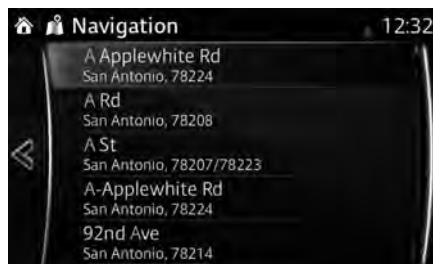 Navigation 12:32
A Applewhite Rd
San Antonio, 78224
A Rd
San Antonio, 78208
A St
San Antonio, 78207/78223
A-Applewhite Rd
San Antonio, 78224
92nd Ave
San Antonio, 78214